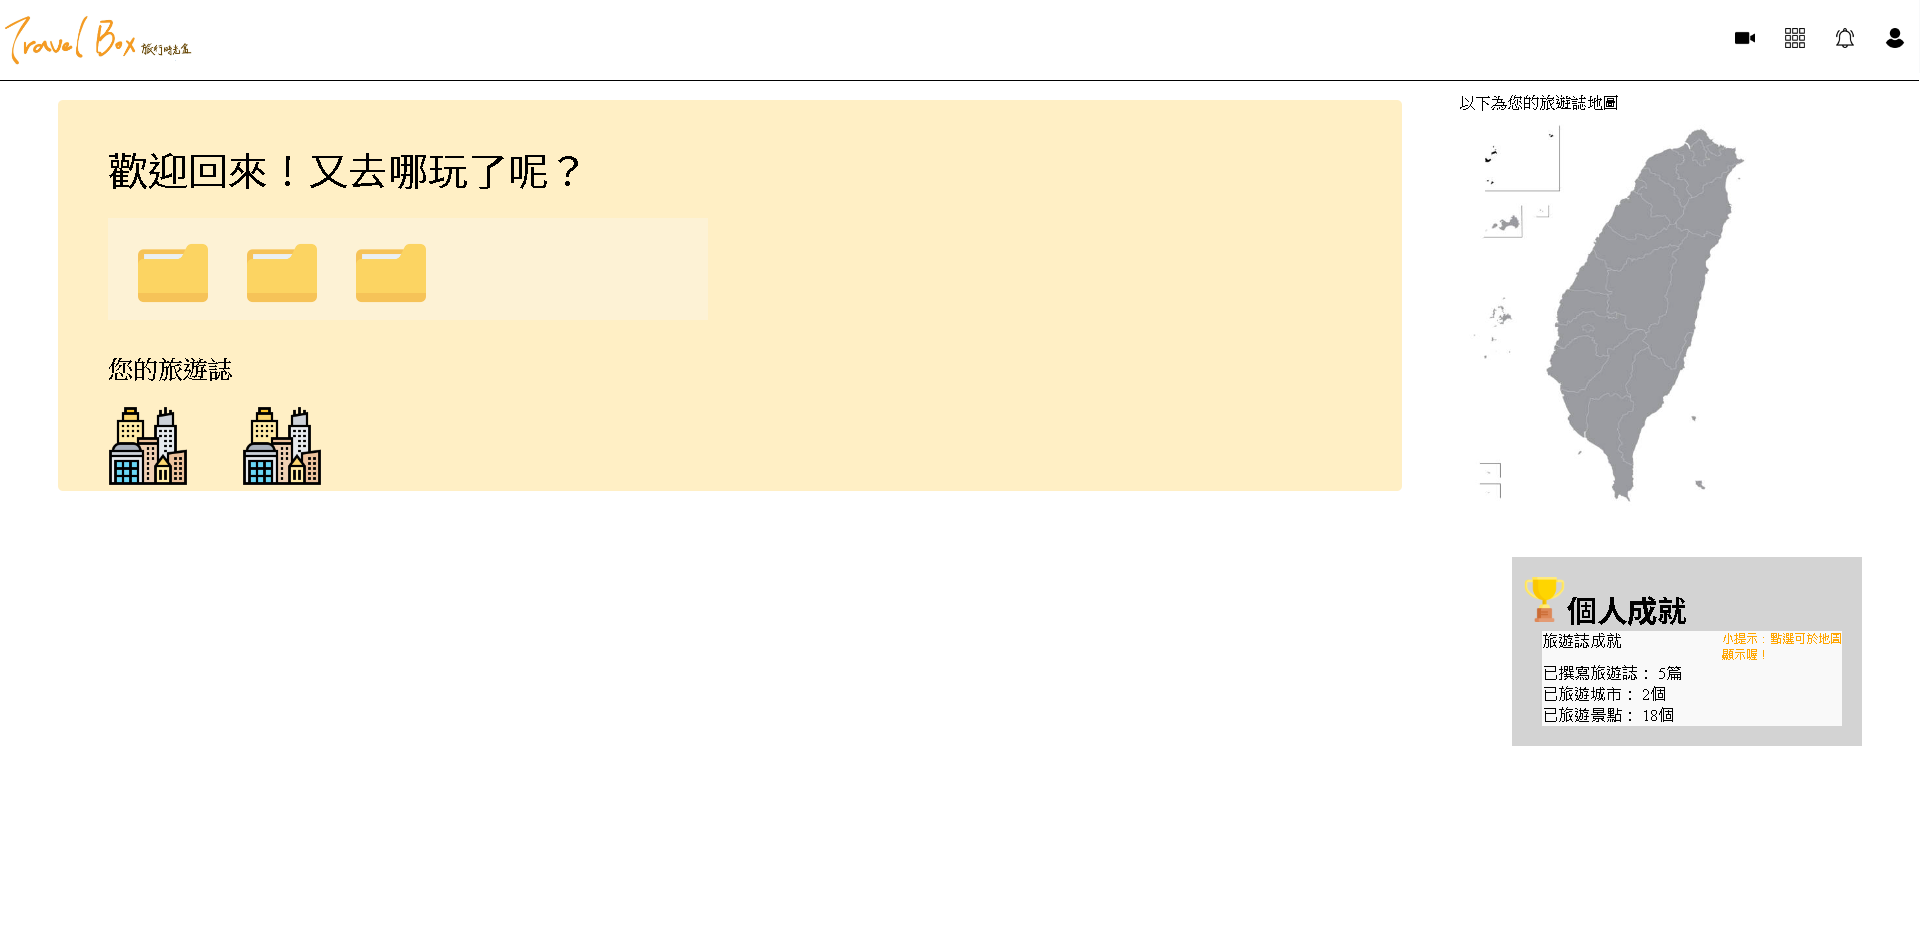 Travel Box 旅行時光盒
歡迎回來！又去哪玩了呢？
您的旅遊誌
以下為您的旅遊誌地圖
個人成就
旅遊誌成就
小提示：點選可於地圖
顯示喔！
已撰寫旅遊誌： 5篇
已旅遊城市： 2個
已旅遊景點： 18個